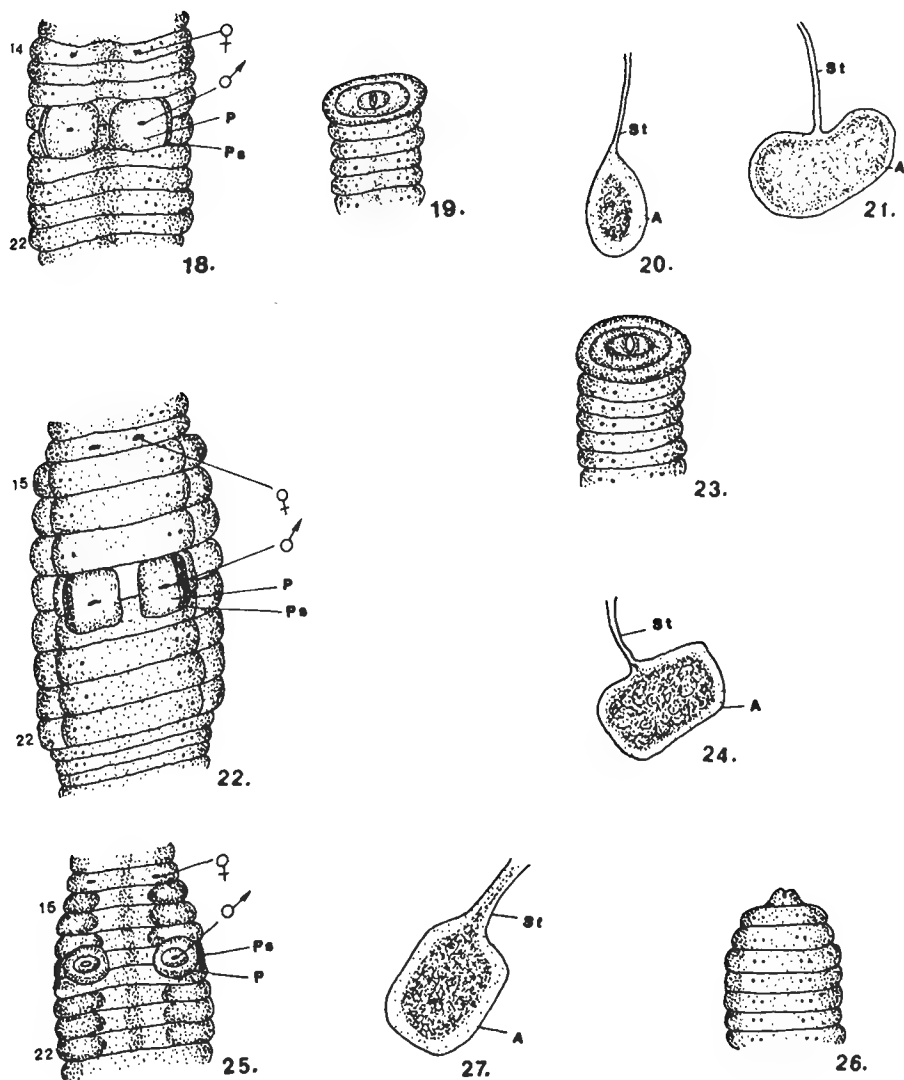 14
♀
♂
P
Ps
22
18.
19.
St
A
20.
St
A
21.
15
♀
♂
P
Ps
22
22.
23.
St
A
24.
♀
♂
15
Ps
P
22
25.
St
A
27.
26.